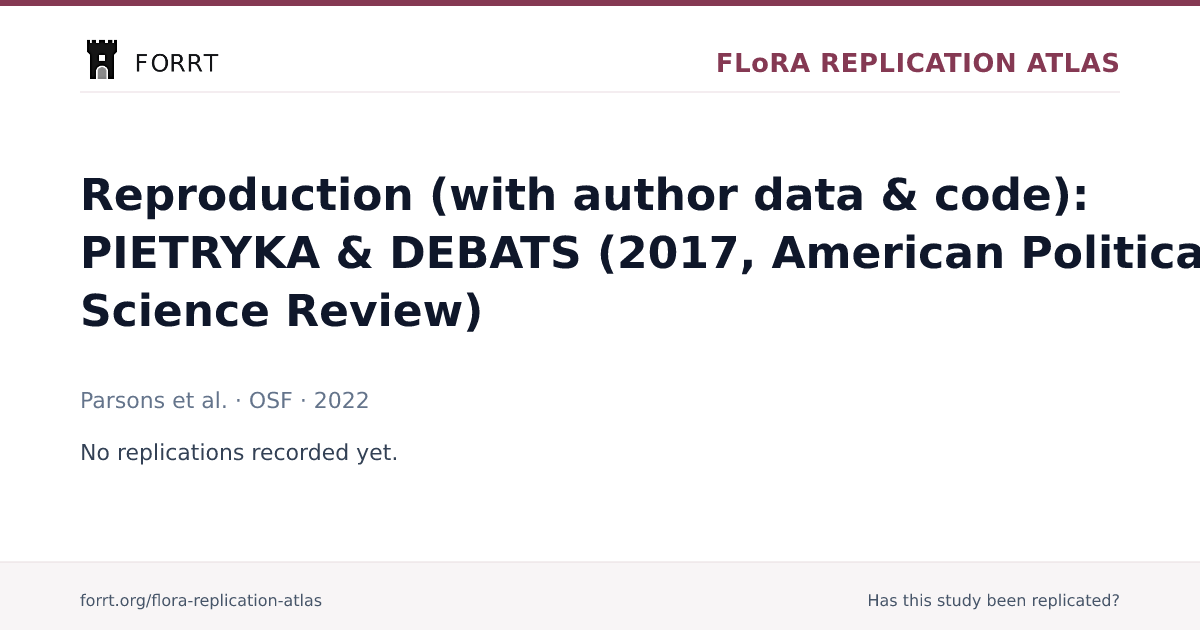 FORRT
FLoRA REPLICATION ATLAS
Reproduction (with author data & code):
PIETRYKA & DEBATS (2017, American Politica
Science Review)
Parsons et al. · OSF · 2022
No replications recorded yet.
forrt.org/flora-replication-atlas
Has this study been replicated?